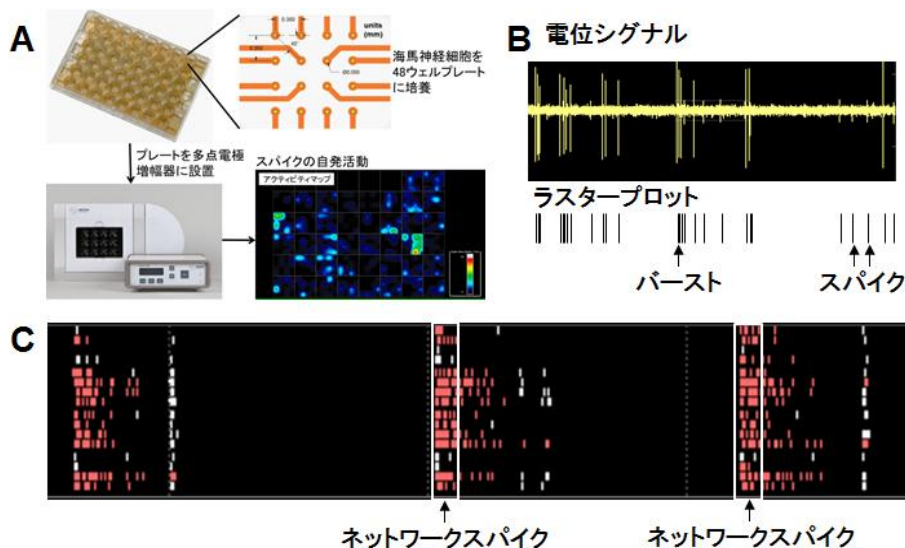 A
units
(mm)
海馬神経細胞を
48ウェルプレート
に培養
プレートを多点電極
増幅器に設置
スパイクの自発活動
アクティビティマップ
B 電位シグナル
ラスタープロット
バースト
スパイク
C
ネットワークスパイク
ネットワークスパイク